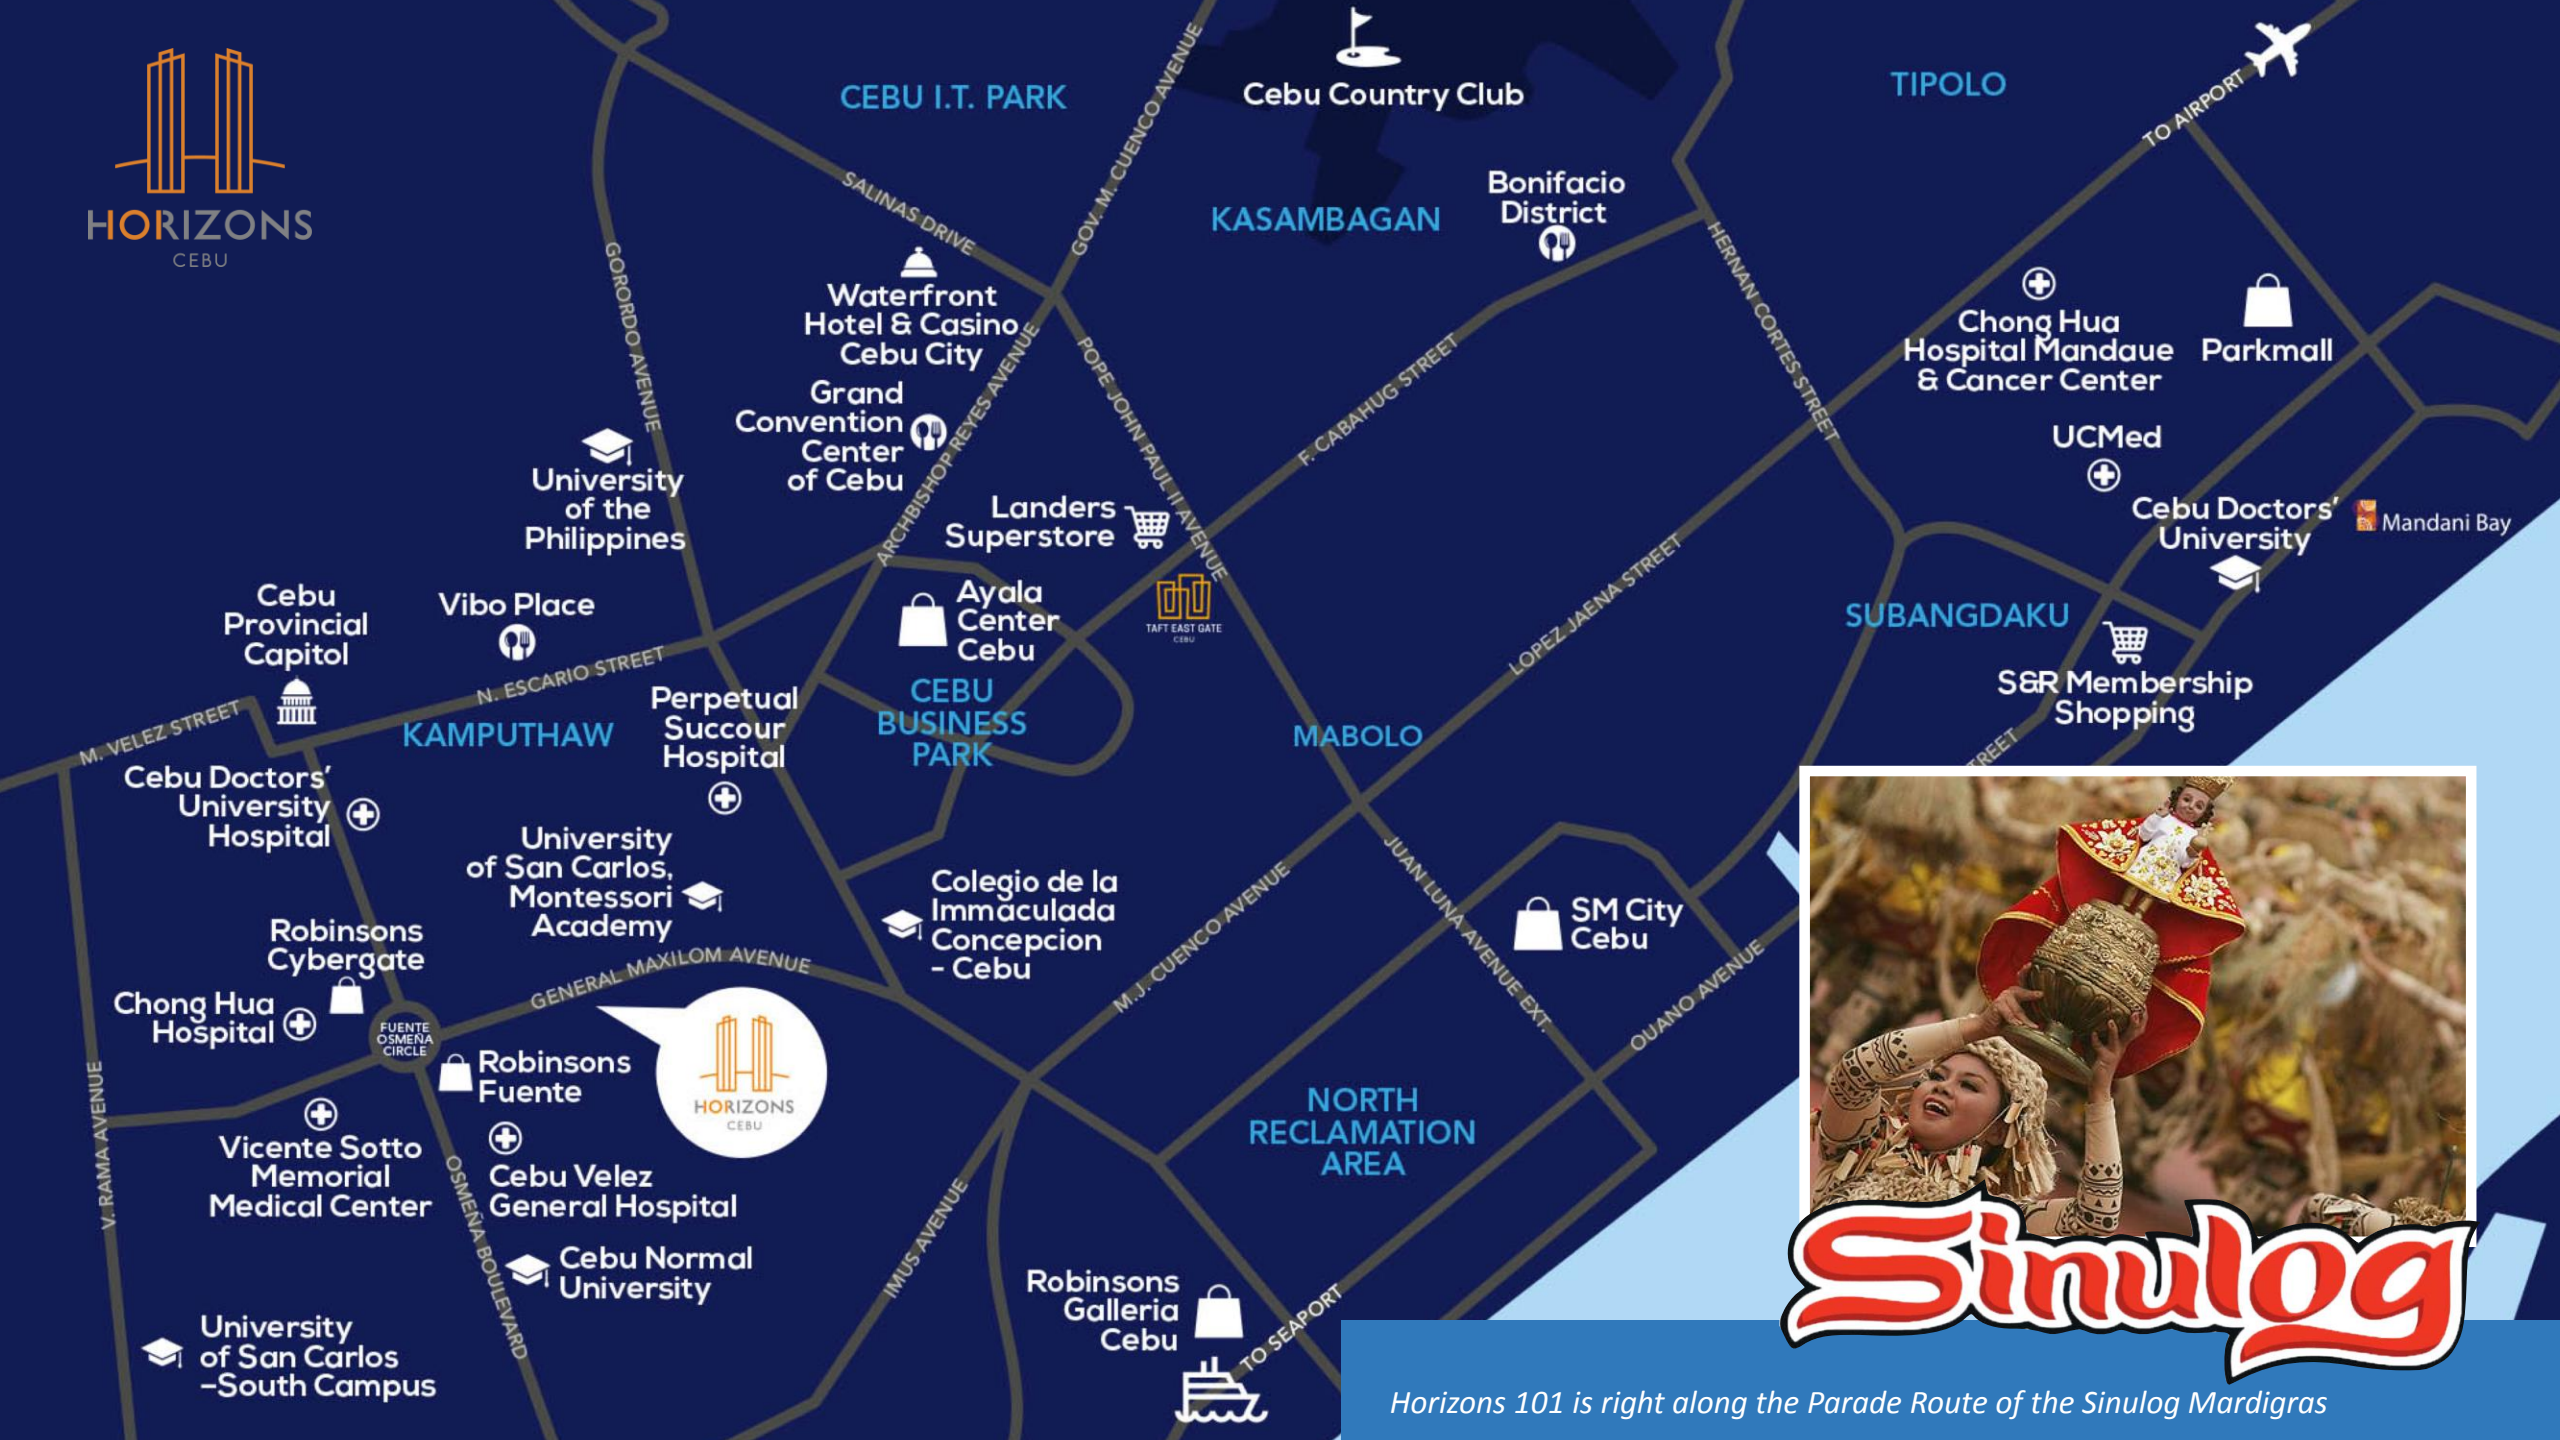 HORIZONS
CEBU
CEBU I.T. PARK
Cebu Country Club
TIPOLO
TO AIRPORT
SALINAS DRIVE
GOV. M. CUENCO AVENUE
KASAMBAGAN
Bonifacio
District
HERNAN CORTES STREET
GORORDO AVENUE
Waterfront
Hotel & Casino
Cebu City
Grand
Convention
Center
of Cebu
ARCHBISHOP REYES AVENUE
POPE JOHN PAUL II AVENUE
F. CABAHUG STREET
Chong Hua
Hospital Mandaue
& Cancer Center
Parkmall
UCMed
Cebu Doctors’
University
Mandani Bay
University
of the
Philippines
Landers
Superstore
Ayala
Center
Cebu
TAFT EAST GATE
CEBU
LOPEZ JAENA STREET
SUBANGDAKU
S&R Membership
Shopping
TREET
Cebu
Provincial
Capitol
Vibo Place
N. ESCARIO STREET
M. VELEZ STREET
KAMPUTHAW
Perpetual
Succour
Hospital
CEBU
BUSINESS
PARK
MABOLO
Cebu Doctors’
University
Hospital
University
of San Carlos,
Montessori
Academy
Colegio de la
Immaculada
Concepcion
- Cebu
M.J. CUENCO AVENUE
JUAN LUNA AVENUE EXT.
SM City
Cebu
OUANO AVENUE
Robinsons
Cybergate
GENERAL MAXILOM AVENUE
Chong Hua
Hospital
FUENTE
OSMEÑA
CIRCLE
Robinsons
Fuente
HORIZONS
CEBU
V. RAMA AVENUE
Vicente Sotto
Memorial
Medical Center
OSMEÑA BOULEVARD
Cebu Velez
General Hospital
Cebu Normal
University
IMUS AVENUE
NORTH
RECLAMATION
AREA
University
of San Carlos
-South Campus
Robinsons
Galleria
Cebu
TO SEAPORT
Sinulog
Horizons 101 is right along the Parade Route of the Sinulog Mardigras